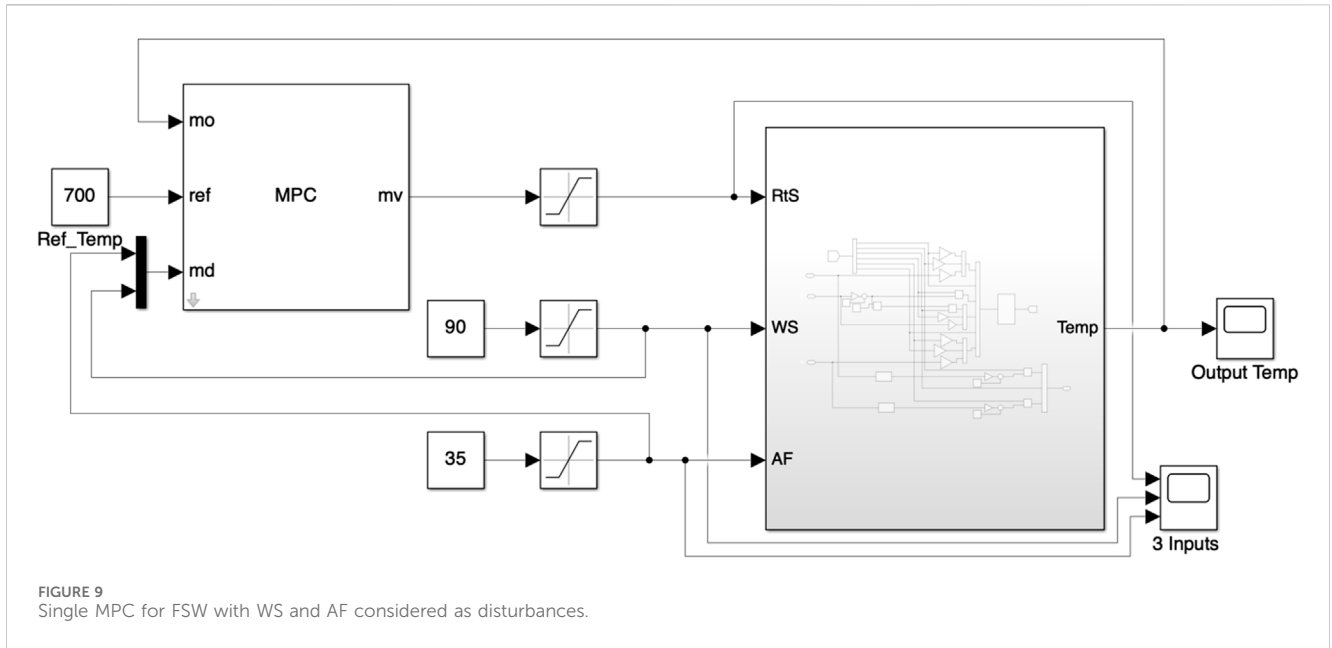 mo
700
ref
MPC
mv
Ref_Temp
md
RtS
90
WS
Temp
Output Temp
35
AF
3 Inputs
FIGURE 9
Single MPC for FSW with WS and AF considered as disturbances.